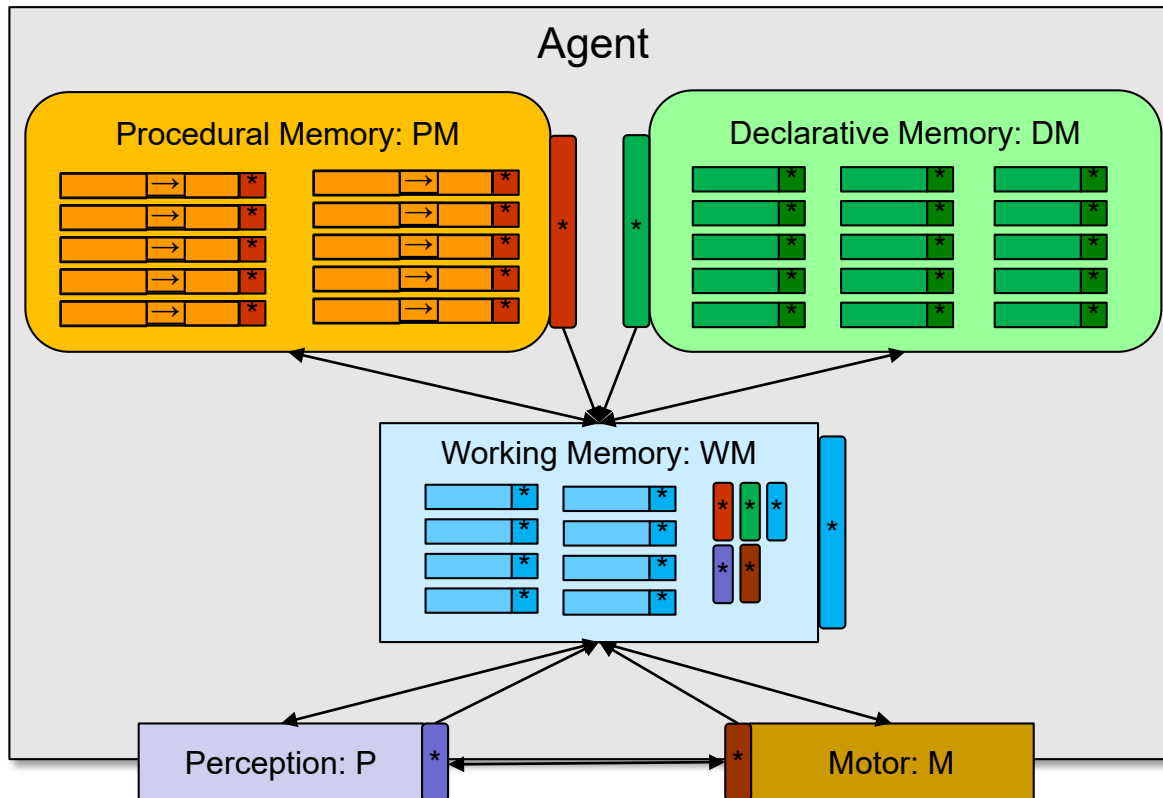 Agent
Procedural Memory: PM
→ * → *
→ * → *
→ * → *
→ * → *
→ * → *
*
*
Declarative Memory: DM
* * *
* * *
* * *
* * *
* * *
Working Memory: WM
* *
* *
* *
* *
* * *
* *
*
Perception: P
*
*
Motor: M